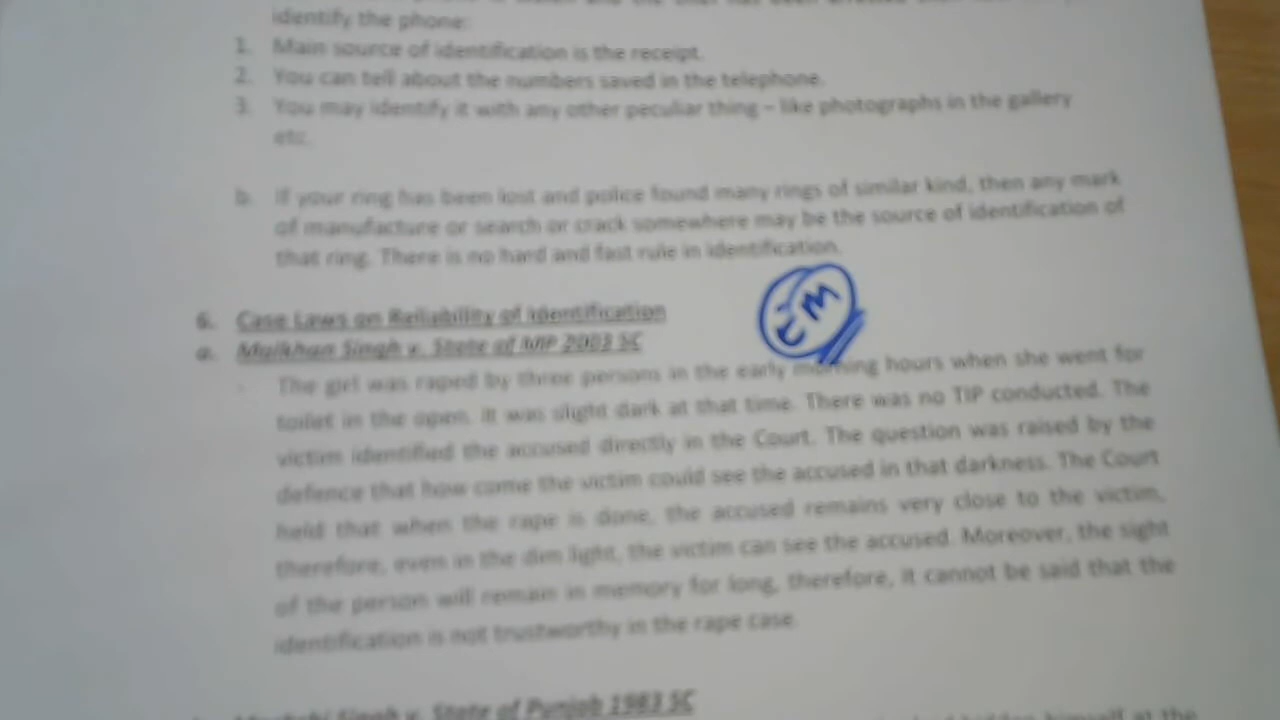 identify the phone:
1. Main source of identification is the receipt.
2. You can tell about the numbers saved in the telephone.
3. You may identify it with any other peculiar thing – like photographs in the gallery
etc.
b. If your ring has been lost and police found many rings of similar kind, then any mark
of manufacture or search or crack somewhere may be the source of identification of
that ring. There is no hard and fast rule in identification.
6. Case Laws on Reliability of Identification
a. Mulkhan Singh v. State of MP 2003 SC
The girl was raped by three persons in the early morning hours when she went for
toilet in the open. It was slight dark at that time. There was no TIP conducted. The
victim identified the accused directly in the Court. The question was raised by the
defence that how come the victim could see the accused in that darkness. The Court
held that when the rape is done, the accused remains very close to the victim,
therefore, even in the dim light, the victim can see the accused. Moreover, the sight
of the person will remain in memory for long, therefore, it cannot be said that the
identification is not trustworthy in the rape case.
Singh v. State of Punjab 1983 SC
himself at the